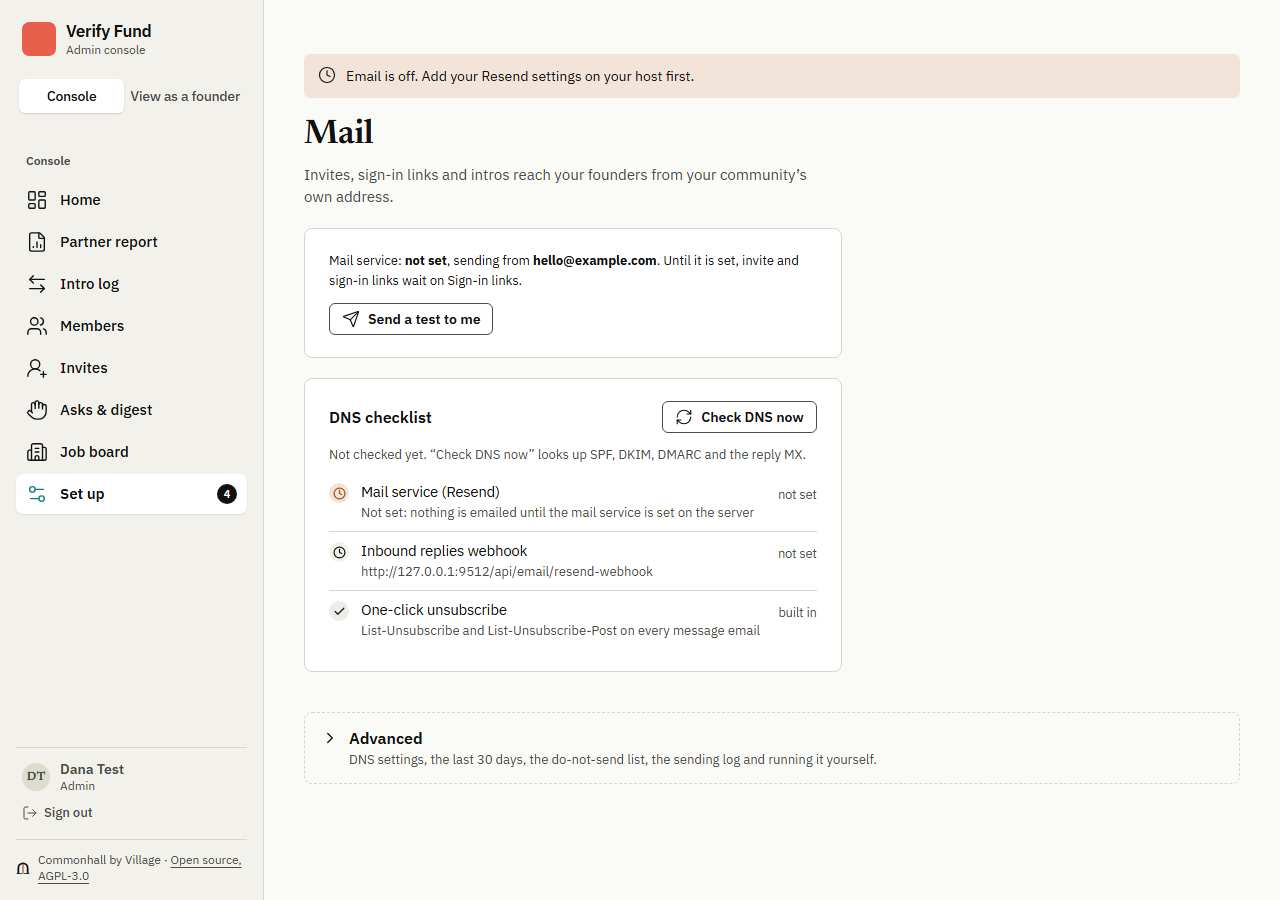 Verify Fund
Admin console
Console
View as a founder
Console
Home
Partner report
Intro log
Members
Invites
Asks & digest
Job board
Set up
4
DT
Dana Test
Admin
Sign out
Commonhall by Village · Open source,
AGPL-3.0
Email is off. Add your Resend settings on your host first.
Mail
Invites, sign-in links and intros reach your founders from your community’s
own address.
Mail service: not set, sending from hello@example.com. Until it is set, invite and
sign-in links wait on Sign-in links.
Send a test to me
DNS checklist
Check DNS now
Not checked yet. “Check DNS now” looks up SPF, DKIM, DMARC and the reply MX.
Mail service (Resend)
not set
Not set: nothing is emailed until the mail service is set on the server
Inbound replies webhook
not set
http://127.0.0.1:9512/api/email/resend-webhook
One-click unsubscribe
built in
List-Unsubscribe and List-Unsubscribe-Post on every message email
Advanced
DNS settings, the last 30 days, the do-not-send list, the sending log and running it yourself.